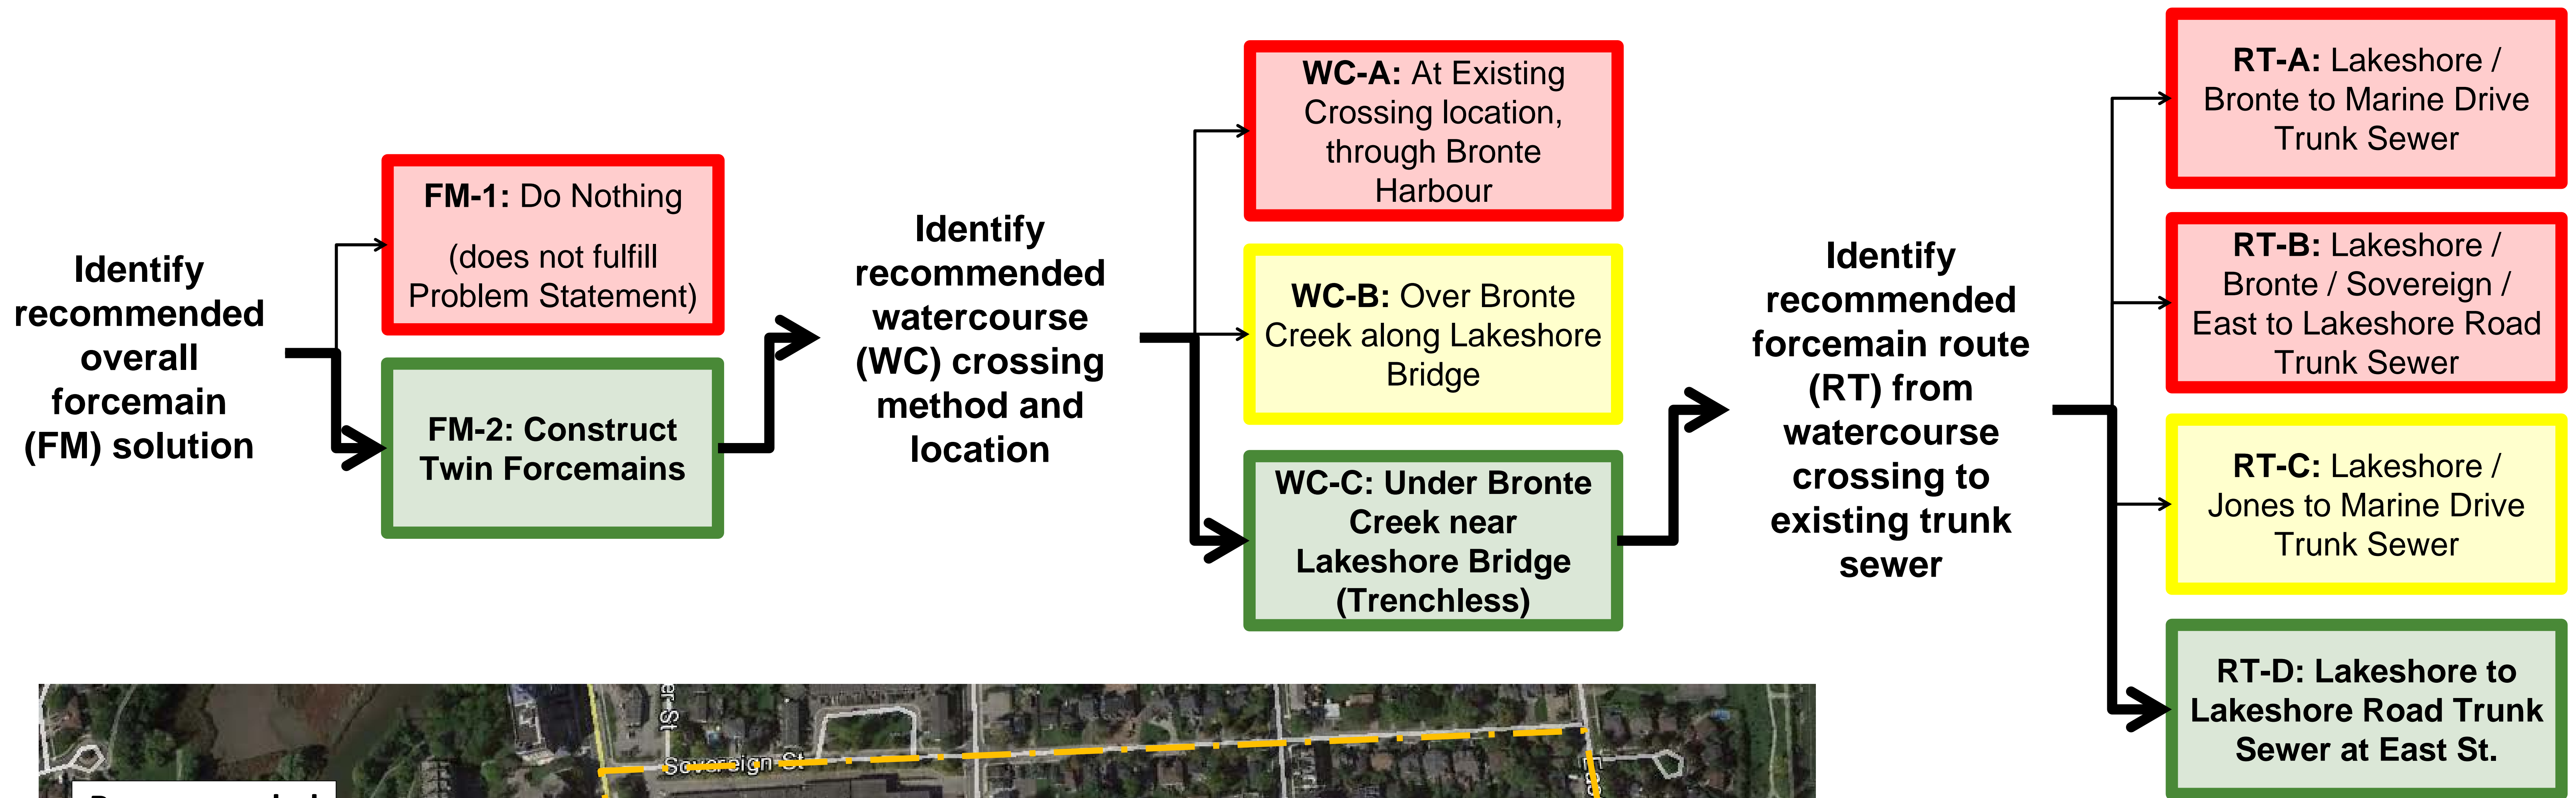 Identify
recommended
overall
forcemain
(FM) solution
FM-1: Do Nothing
(does not fulfill
Problem Statement)
FM-2: Construct
Twin Forcemains
Identify
recommended
watercourse
(WC) crossing
method and
location
WC-A: At Existing
Crossing location,
through Bronte
Harbour
WC-B: Over Bronte
Creek along Lakeshore
Bridge
WC-C: Under Bronte
Creek near
Lakeshore Bridge
(Trenchless)
Identify
recommended
forcemain route
(RT) from
watercourse
crossing to
existing trunk
sewer
RT-A: Lakeshore /
Bronte to Marine Drive
Trunk Sewer
RT-B: Lakeshore /
Bronte / Sovereign /
East to Lakeshore Road
Trunk Sewer
RT-C: Lakeshore /
Jones to Marine Drive
Trunk Sewer
RT-D: Lakeshore to
Lakeshore Road Trunk
Sewer at East St.
er St
Sovereign St